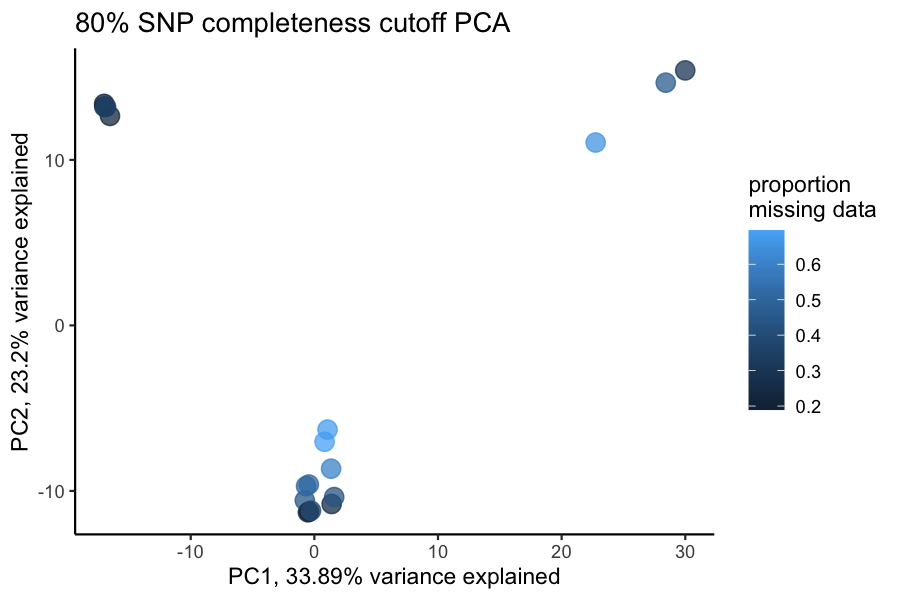 80% SNP completeness cutoff PCA
PC2, 23.2% variance explained
10
0
-10
-10
0
10
20
30
PC1, 33.89% variance explained
proportion
missing data
0.6
0.5
0.4
0.3
0.2